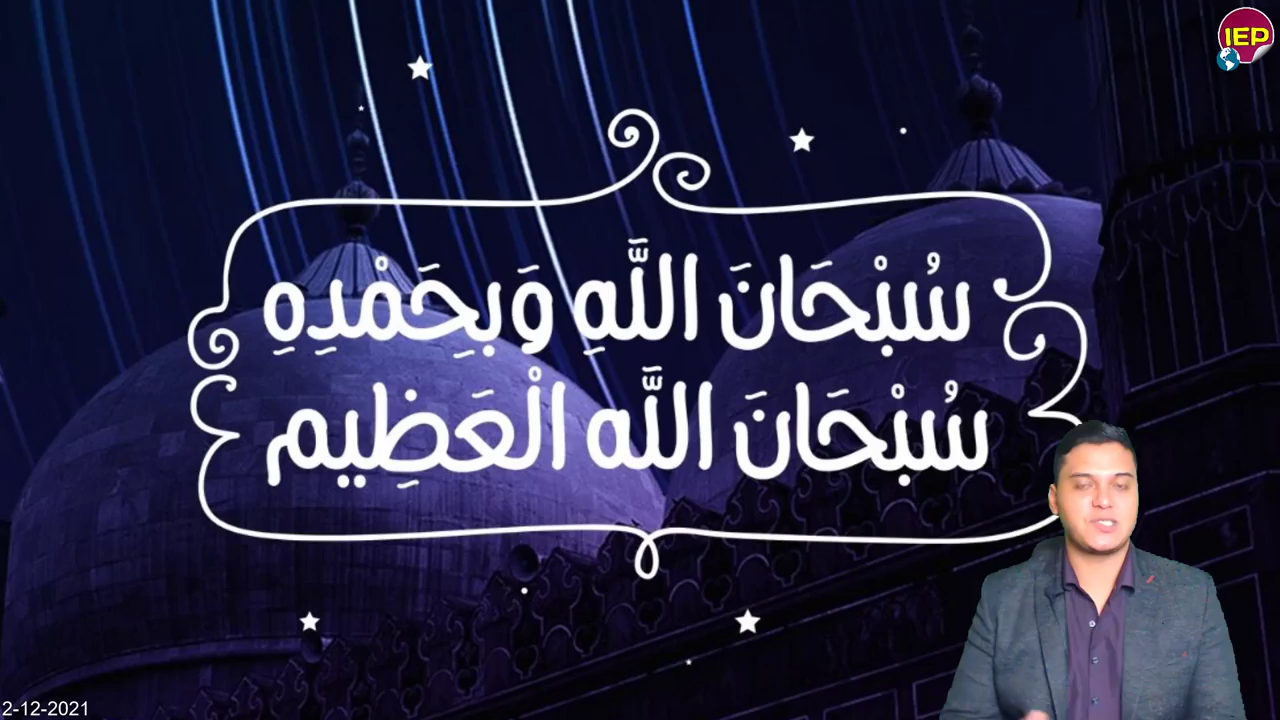 IEP
سُبْحَانَ اللَّهِ وَبِحَمْدِهِ
سُبْحَانَ اللَّه الْعَظِيم
2-12-2021